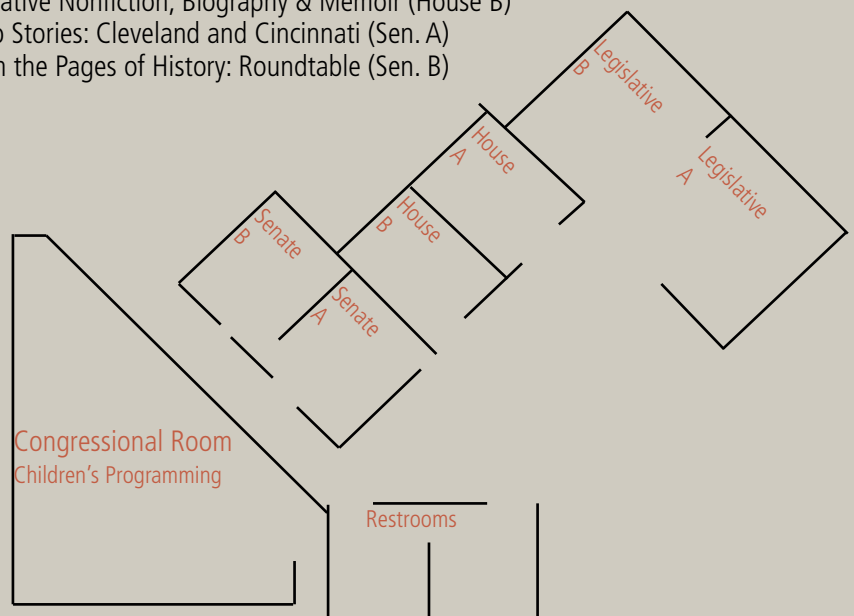 Nonfiction, Biography & Memoir (House B)
Stories: Cleveland and Cincinnati (Sen. A)
the Pages of History: Roundtable (Sen. B)
Legislative
B
Legislative
A
House
A
House
B
Senate
B
Senate
A
Congressional Room
Children’s Programming
Restrooms